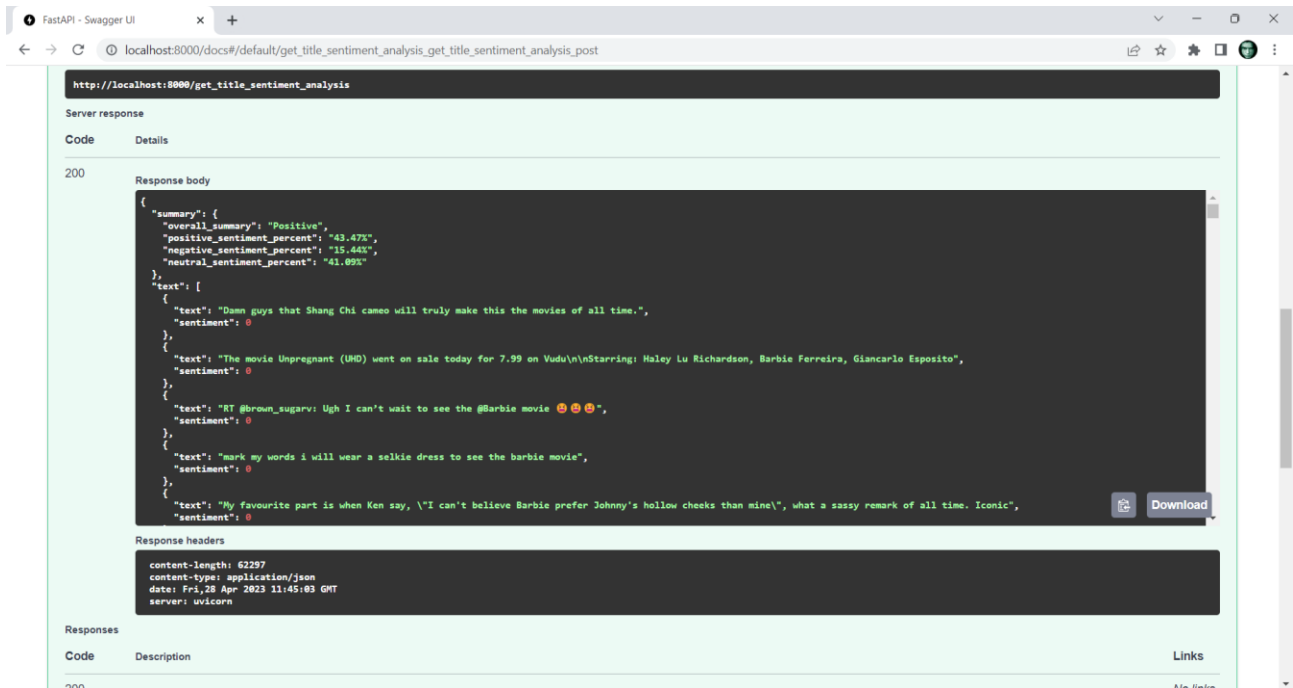 FastAPI - Swagger UI
localhost:8000/docs#/default/get_title_sentiment_analysis_get_title_sentiment_analysis_post
http://localhost:8000/get_title_sentiment_analysis
Server response
Code Details
200
Response body
{
"summary": {
"overall_summary": "Positive",
"positive_sentiment_percent": "43.47%",
"negative_sentiment_percent": "15.44%",
"neutral_sentiment_percent": "41.09%"
},
"text": [
{
"text": "Damn guys that Shang Chi cameo will truly make this the movies of all time.",
"sentiment": 0
},
{
"text": "The movie Unpregnant (UHD) went on sale today for 7.99 on Vudu\n\nStarring: Haley Lu Richardson, Barbie Ferreira, Giancarlo Esposito",
"sentiment": 0
},
{
"text": "RT @brown_sugarv: Ugh I can’t wait to see the @Barbie movie 😆😆😆",
"sentiment": 0
},
{
"text": "mark my words i will wear a selkie dress to see the barbie movie",
"sentiment": 0
},
{
"text": "My favourite part is when Ken say, \"I can't believe Barbie prefer Johnny's hollow cheeks than mine\", what a sassy remark of all time. Iconic",
"sentiment": 0
Download
Response headers
content-length: 62297
content-type: application/json
date: Fri,28 Apr 2023 11:45:03 GMT
server: uvicorn
Responses
Code Description Links
200 No links